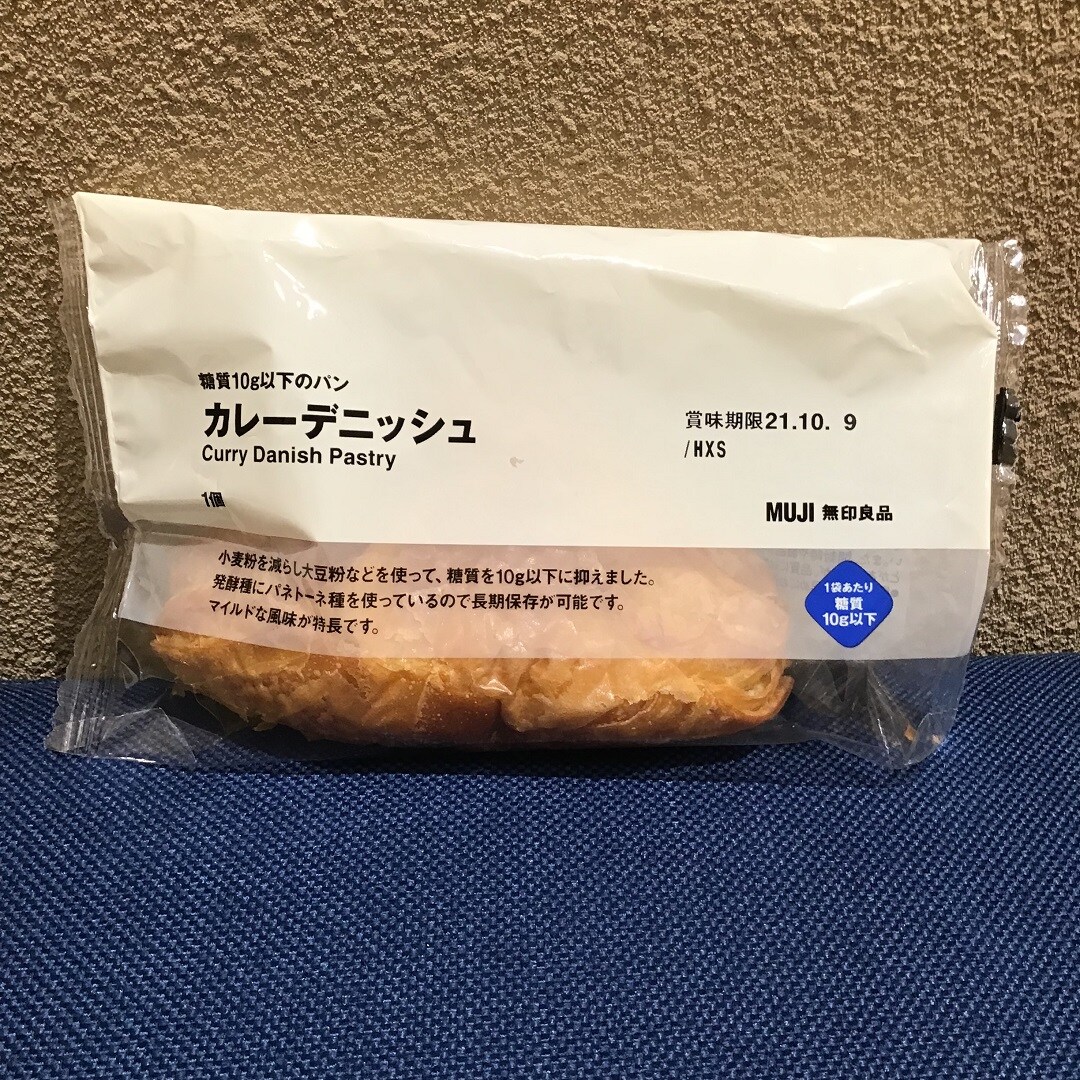 糖質10g以下のパン
カレーデニッシュ
Curry Danish Pastry
1個
賞味期限21.10. 9
/HXS
MUJI 無印良品
小麦粉を減らし大豆粉などを使って、糖質を10g以下に抑えました。
発酵種にパネトーネ種を使っているので長期保存が可能です。
マイルドな風味が特長です。
1袋あたり
糖質
10g以下